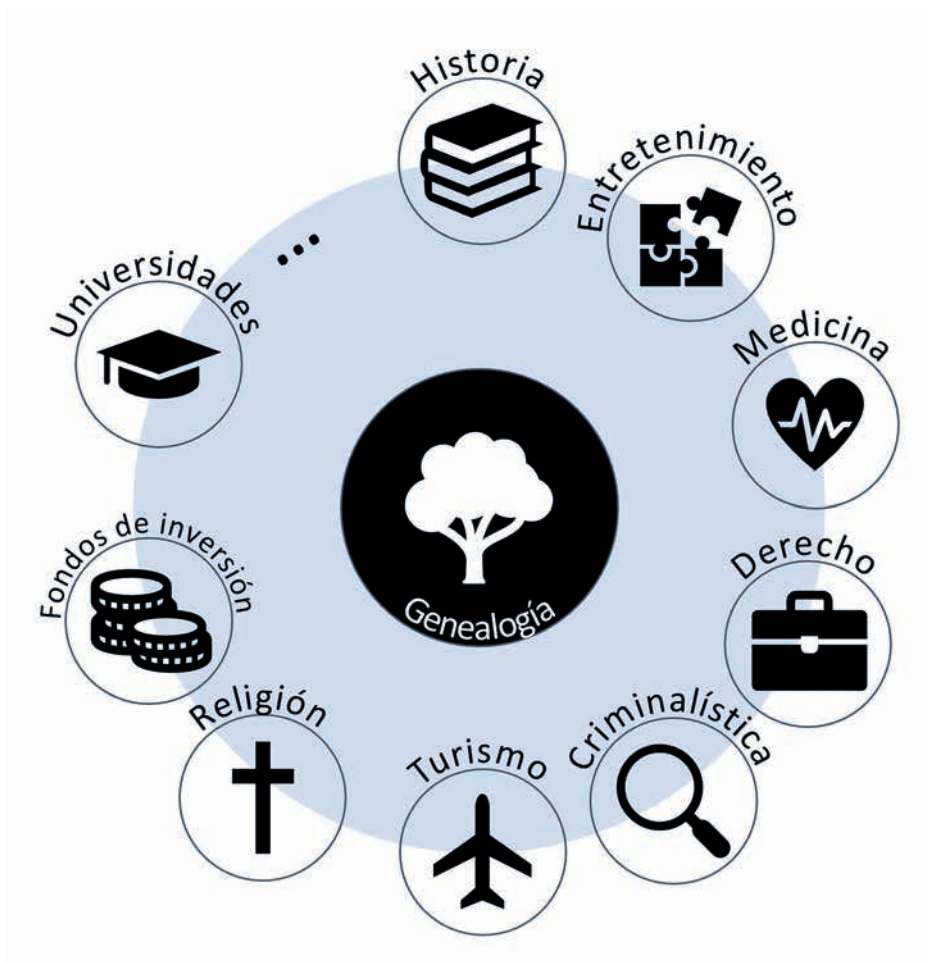 Historia
Entretenimiento
Medicina
Derecho
Criminalística
Turismo
Religión
Fondos de inversión
Universidades
...
Genealogía